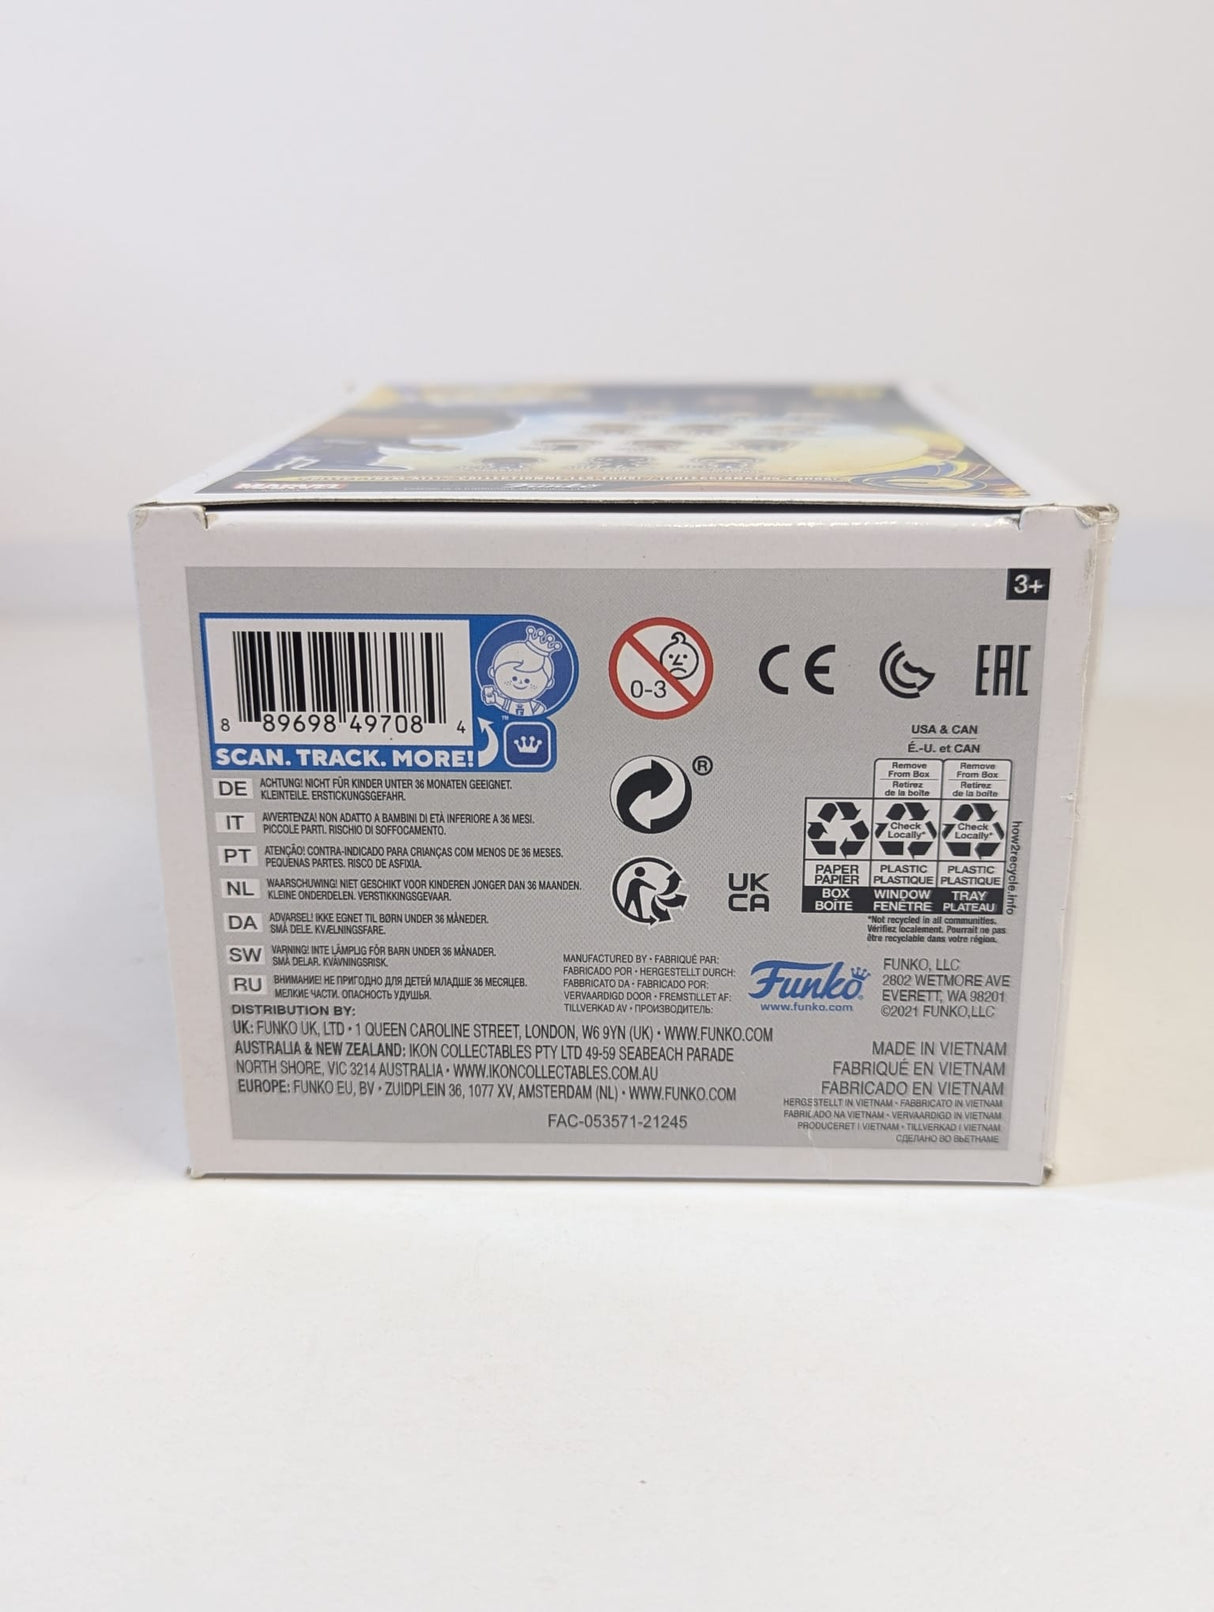 MARVEL
Funko
3+
8 89698 49708 4
SCAN. TRACK. MORE!
™
0-3
CE
EAC
®
UK
CA
USA & CAN
É.-U. et CAN
Remove
From Box
Retirez
de la boîte
Remove
From Box
Retirez
de la boîte
Check
Locally*
Check
Locally*
PAPER
PAPIER
PLASTIC
PLASTIQUE
PLASTIC
PLASTIQUE
BOX
BOÎTE
WINDOW
FENÊTRE
TRAY
PLATEAU
how2recycle.info
*Not recycled in all communities.
Vérifiez localement. Pourrait ne pas
être recyclable dans votre région.
DE ACHTUNG! NICHT FÜR KINDER UNTER 36 MONATEN GEEIGNET.
KLEINTEILE. ERSTICKUNGSGEFAHR.
IT AVVERTENZA! NON ADATTO A BAMBINI DI ETÀ INFERIORE A 36 MESI.
PICCOLE PARTI. RISCHIO DI SOFFOCAMENTO.
PT ATENÇÃO! CONTRA-INDICADO PARA CRIANÇAS COM MENOS DE 36 MESES.
PEQUENAS PARTES. RISCO DE ASFIXIA.
NL WAARSCHUWING! NIET GESCHIKT VOOR KINDEREN JONGER DAN 36 MAANDEN.
KLEINE ONDERDELEN. VERSTIKKINGSGEVAAR.
DA ADVARSEL! IKKE EGNET TIL BØRN UNDER 36 MÅNEDER.
SMÅ DELE. KVÆLNINGSFARE.
SW VARNING! INTE LÄMPLIG FÖR BARN UNDER 36 MÅNADER.
SMÅ DELAR. KVÄVNINGSRISK.
RU ВНИМАНИЕ! НЕ ПРИГОДНО ДЛЯ ДЕТЕЙ МЛАДШЕ 36 МЕСЯЦЕВ.
МЕЛКИЕ ЧАСТИ. ОПАСНОСТЬ УДУШЬЯ.
MANUFACTURED BY • FABRIQUÉ PAR:
FABRICADO POR • HERGESTELLT DURCH:
FABBRICATO DA • FABRICADO POR:
VERVAARDIGD DOOR • FREMSTILLET AF:
TILLVERKAD AV • ПРОИЗВОДИТЕЛЬ:
Funko
www.funko.com
FUNKO, LLC
2802 WETMORE AVE
EVERETT, WA 98201
©2021 FUNKO,LLC
DISTRIBUTION BY:
UK: FUNKO UK, LTD • 1 QUEEN CAROLINE STREET, LONDON, W6 9YN (UK) • WWW.FUNKO.COM
AUSTRALIA & NEW ZEALAND: IKON COLLECTABLES PTY LTD 49-59 SEABEACH PARADE
NORTH SHORE, VIC 3214 AUSTRALIA • WWW.IKONCOLLECTABLES.COM.AU
EUROPE: FUNKO EU, BV • ZUIDPLEIN 36, 1077 XV, AMSTERDAM (NL) • WWW.FUNKO.COM
FAC-053571-21245
MADE IN VIETNAM
FABRIQUÉ EN VIETNAM
FABRICADO EN VIETNAM
HERGESTELLT IN VIETNAM • FABBRICATO IN VIETNAM
FABRILADO NA VIETNAM • VERVAARDIGD IN VIETNAM
PRODUCERET I VIETNAM • TILLVERKAD I VIETNAM
СДЕЛАНО ВО ВЬЕТНАМЕ